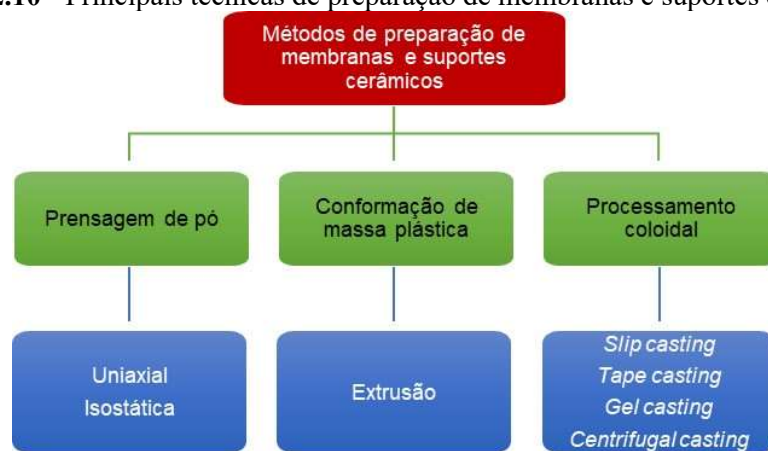 Principais técnicas de preparação de membranas e suportes
Métodos de preparação de
membranas e suportes
cerâmicos
Prensagem de pó
Conformação de
massa plástica
Processamento
coloidal
Uniaxial
Isostática
Extrusão
Slip casting
Tape casting
Gel casting
Centrifugal casting